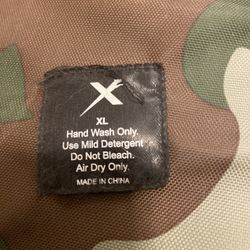 XL
Hand Wash Only.
Use Mild Detergent
Do Not Bleach.
Air Dry Only.
MADE IN CHINA